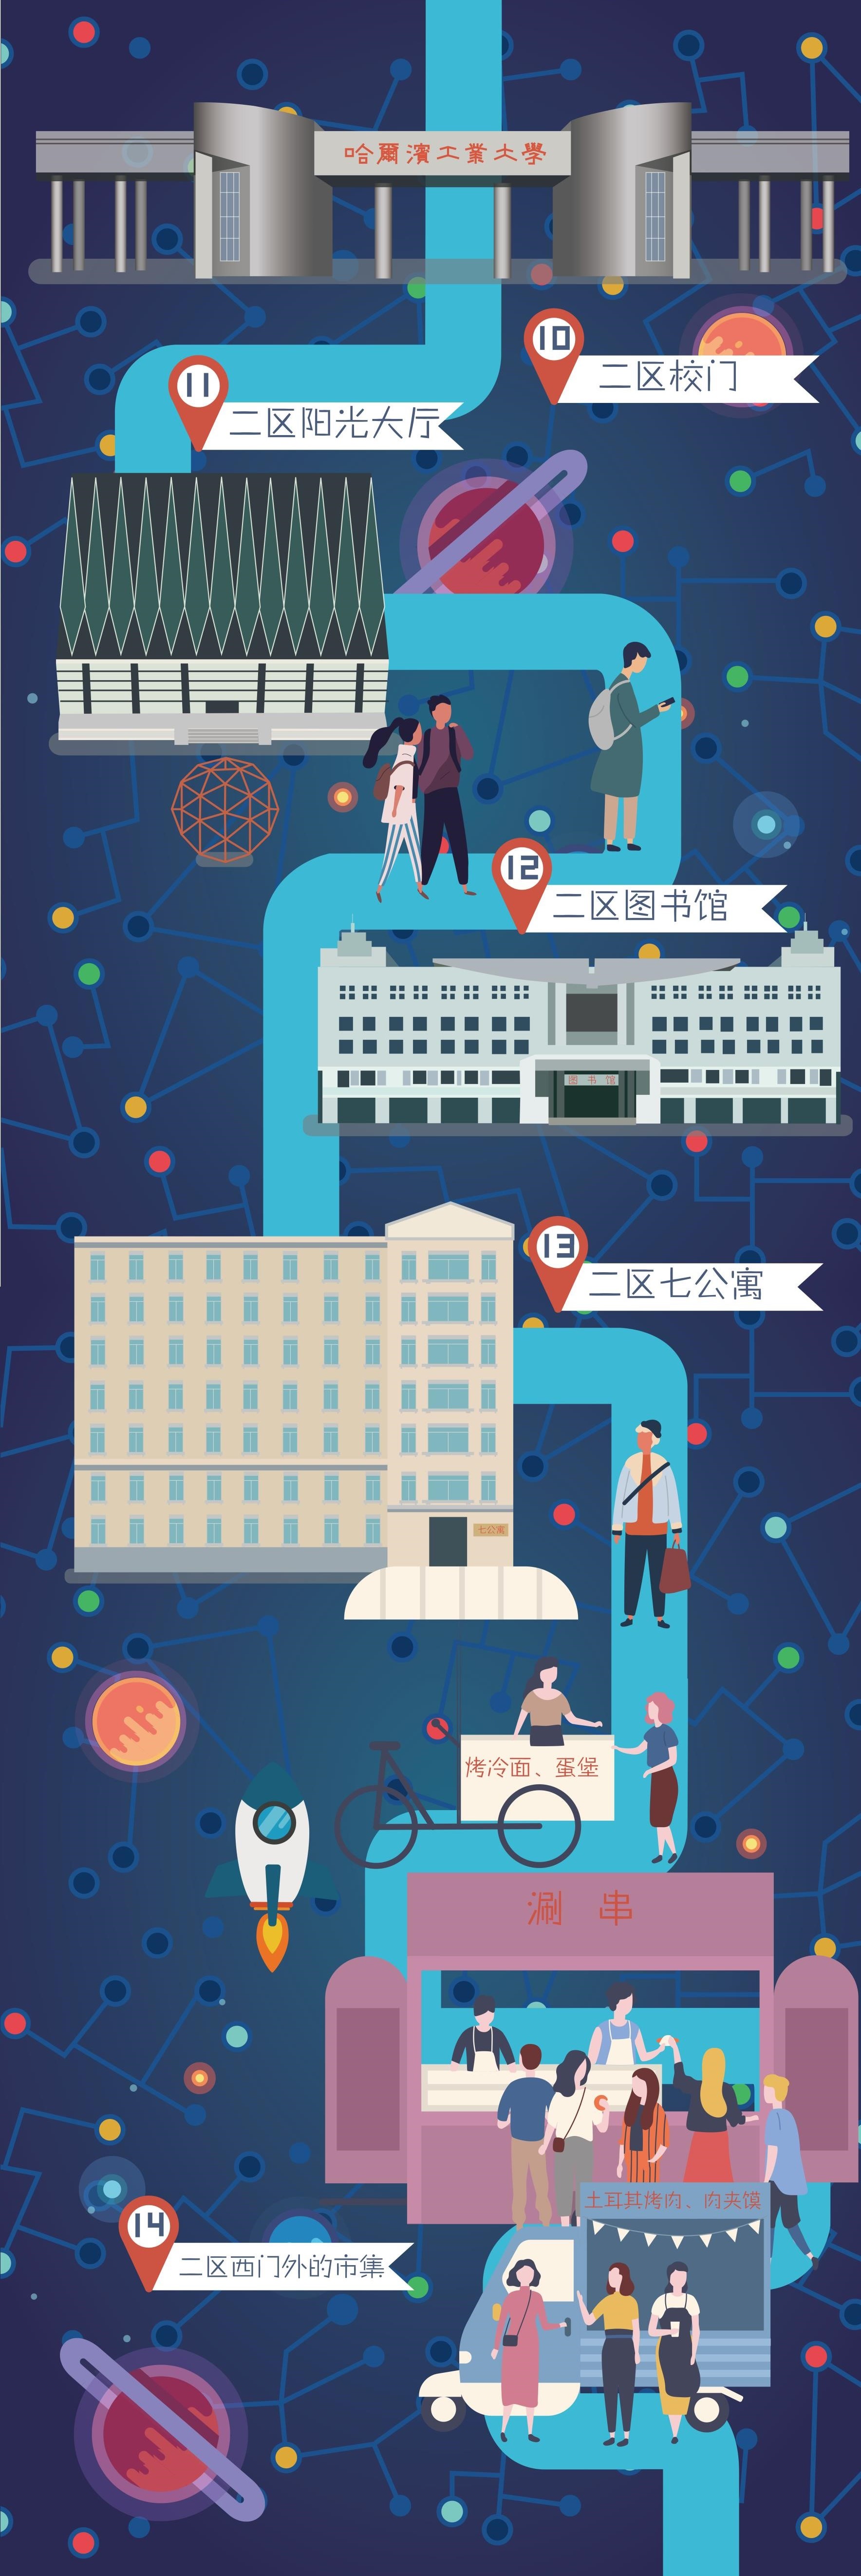 哈爾濱工業大學
10
二区校门
11
二区阳光大厅
12
二区图书馆
图书馆
13
二区七公寓
七公寓
烤冷面、蛋堡
涮串
土耳其烤肉、肉夹馍
14
二区西门外的市集